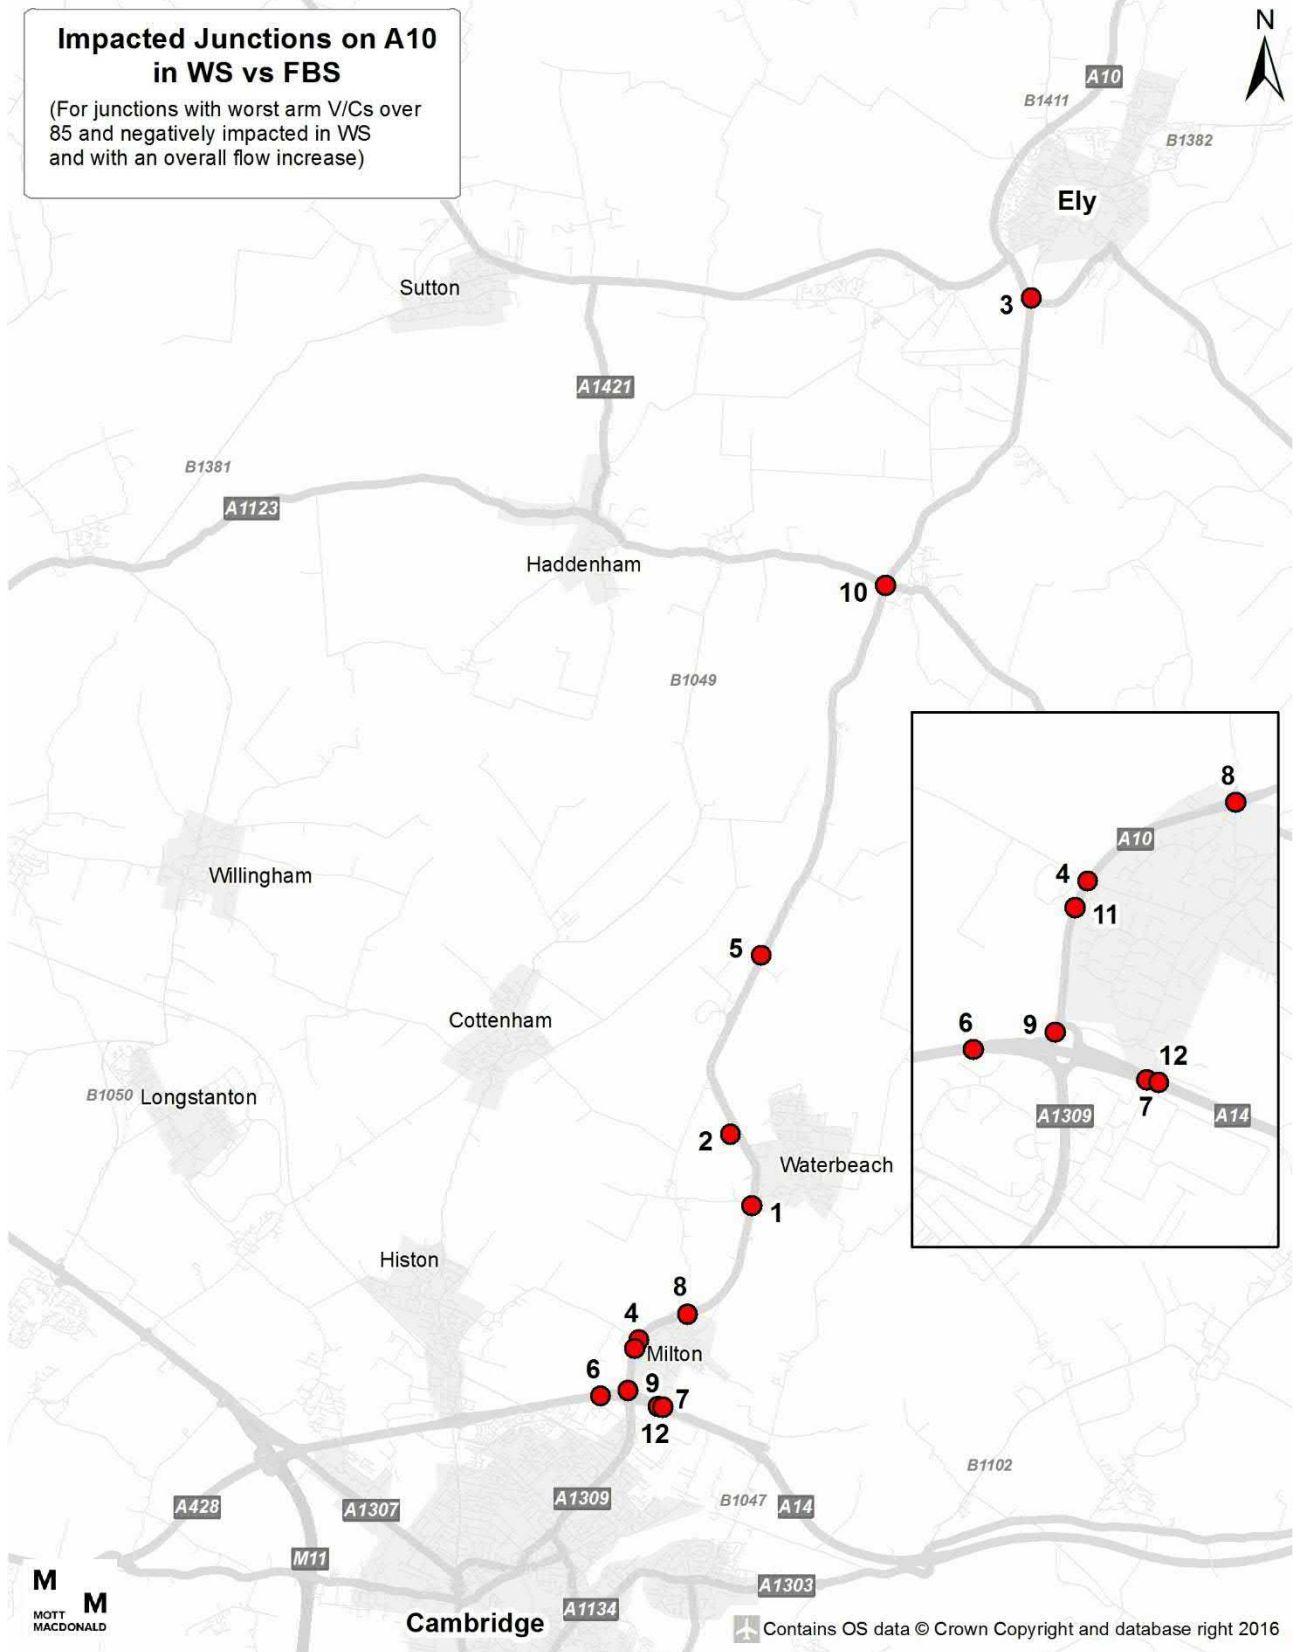 Impacted Junctions on A10
in WS vs FBS
(For junctions with worst arm V/Cs over
85 and negatively impacted in WS
and with an overall flow increase)
N
A10
B1411
B1382
Ely
Sutton
3
A1421
B1381
A1123
Haddenham
10
B1049
8
A10
4
11
Willingham
5
Cottenham
6
9
12
7
A1309
A14
B1050
Longstanton
2
Waterbeach
1
Histon
8
4
Milton
6
9
7
12
B1102
A428
A1307
A1309
B1047
A14
M11
A1303
A1134
Cambridge
M
M
MOTT
MACDONALD
Contains OS data © Crown Copyright and database right 2016